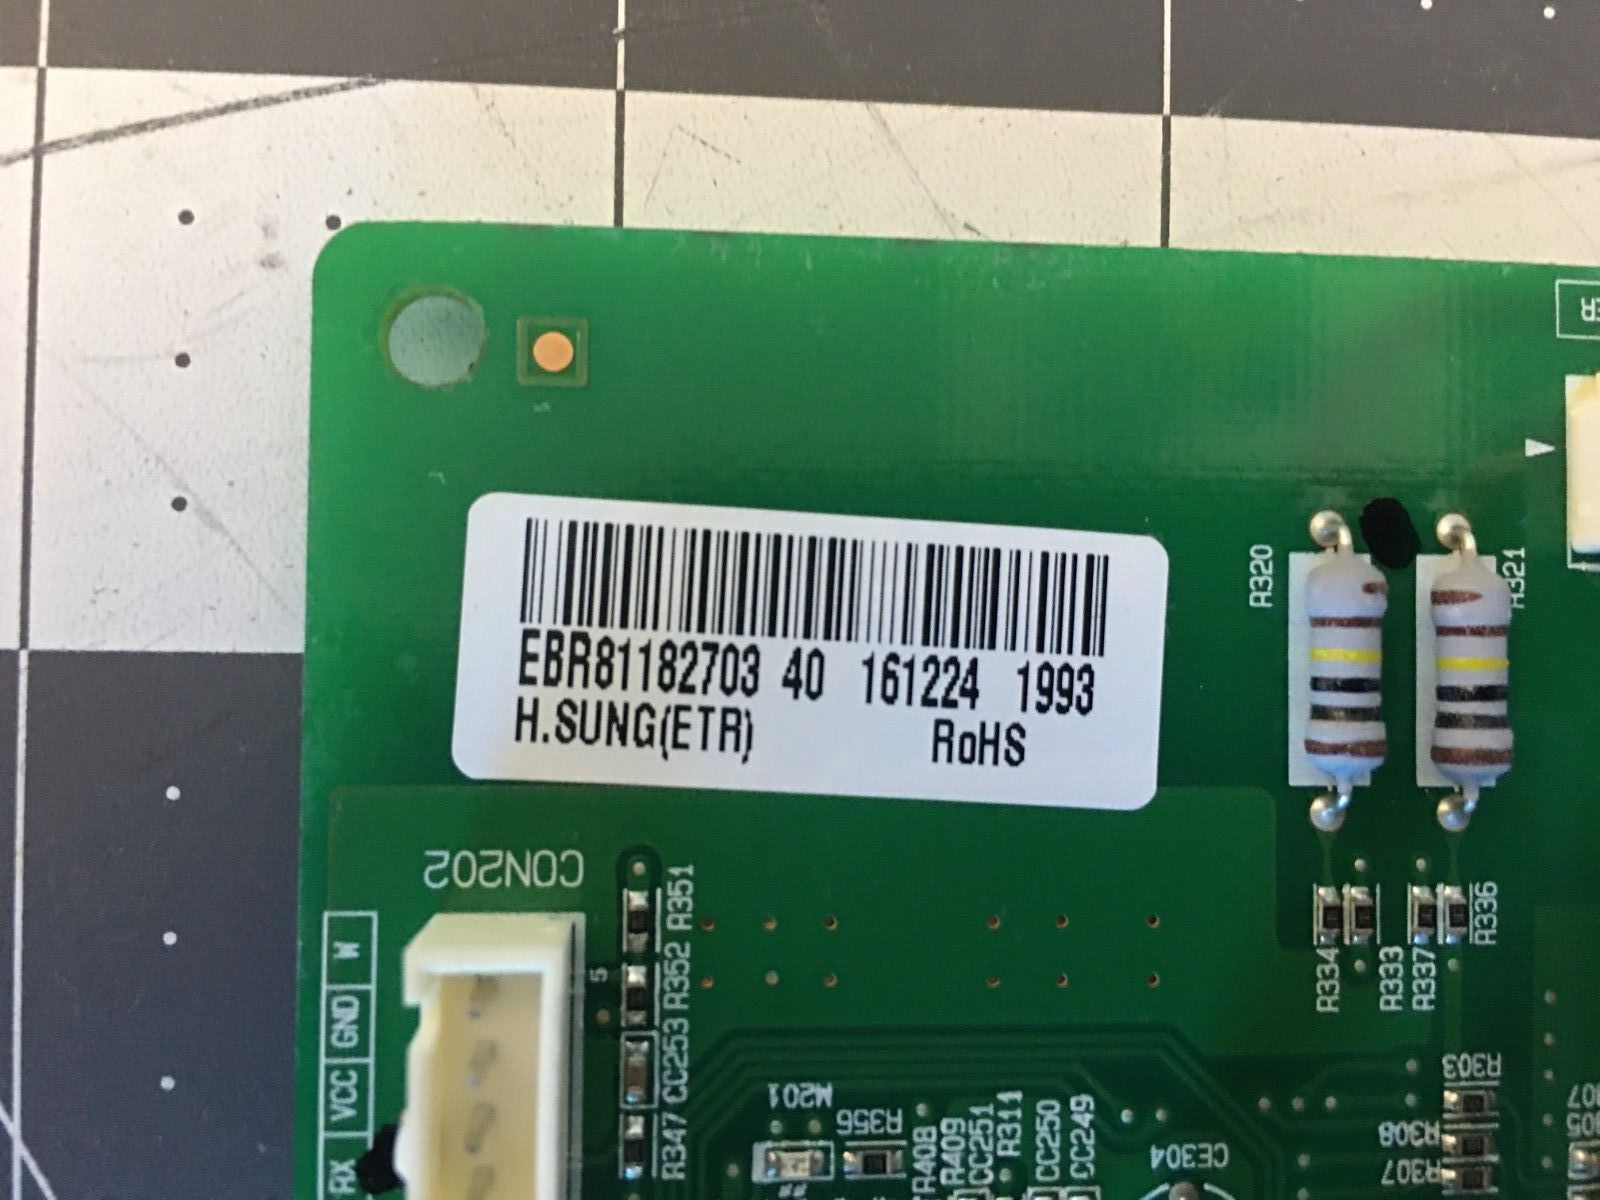 EBR81182703 40 161224 1993
H.SUNG(ETR) RoHS
R320
R321
CON202
W
GND
VCC
RX
5
R351
R352
CC253
R347
R334
R333
R337
R336
R303
R308
R307
R356
R408
R409
CC251
R311
CC250
CC249
CE304